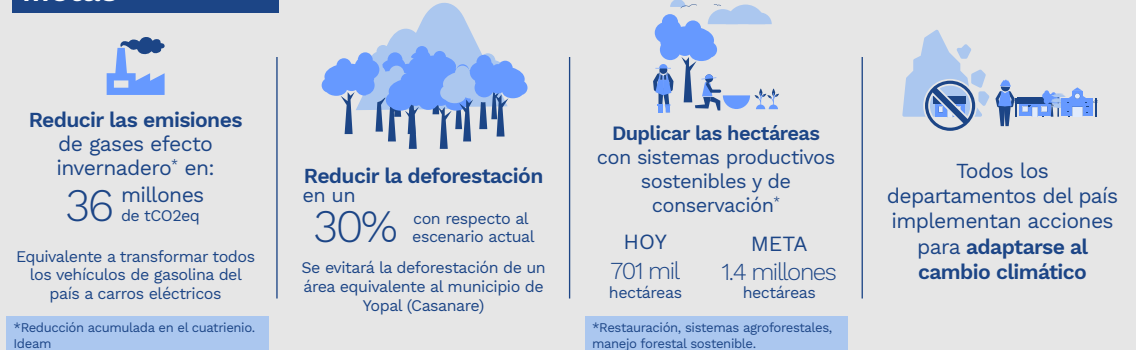 Reducir las emisiones
de gases efecto
invernadero* en:
36 millones
de tCO2eq
Equivalente a transformar todos
los vehículos de gasolina del
país a carros eléctricos
*Reducción acumulada en el cuatrienio.
Ideam
Reducir la deforestación
en un
30% con respecto al
escenario actual
Se evitará la deforestación de un
área equivalente al municipio de
Yopal (Casanare)
Duplicar las hectáreas
con sistemas productivos
sostenibles y de
conservación*
HOY
701 mil
hectáreas
META
1.4 millones
hectáreas
*Restauración, sistemas agroforestales,
manejo forestal sostenible.
Todos los
departamentos del país
implementan acciones
para adaptarse al
cambio climático